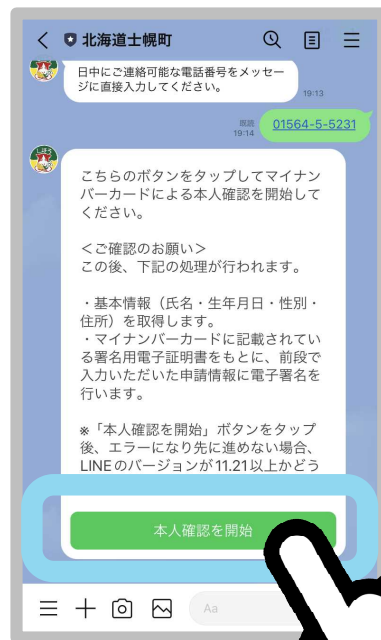 北海道士幌町
日中にご連絡可能な電話番号をメッセー
ジに直接入力してください。
19:13
既読
19:14
01564-5-5231
こちらのボタンをタップしてマイナン
バーカードによる本人確認を開始して
ください。
＜ご確認のお願い＞
この後、下記の処理が行われます。
・基本情報（氏名・生年月日・性別・
住所）を取得します。
・マイナンバーカードに記載されてい
る署名用電子証明書をもとに、前段で
入力いただいた申請情報に電子署名を
行います。
※「本人確認を開始」ボタンをタップ
後、エラーになり先に進めない場合、
LINEのバージョンが11.21以上かどう
本人確認を開始
Aa